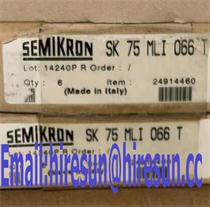 SEMIKRON SK 75 MLI 066 T
Lot: 14240P R Order : /
Qty : 6 Item : 24914460
(Made in Italy)
SEMIKRON SK 75 MLI 066 T
Email:hiresun@hiresun.cc